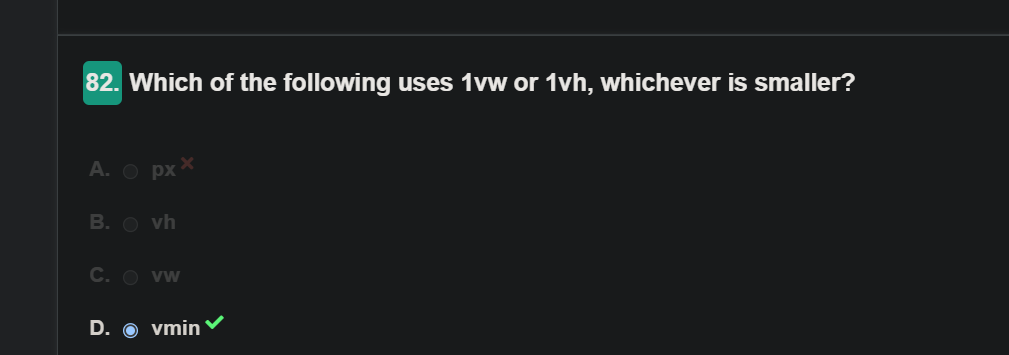 82. Which of the following uses 1vw or 1vh, whichever is smaller?
A. px
B. vh
C. vw
D. vmin